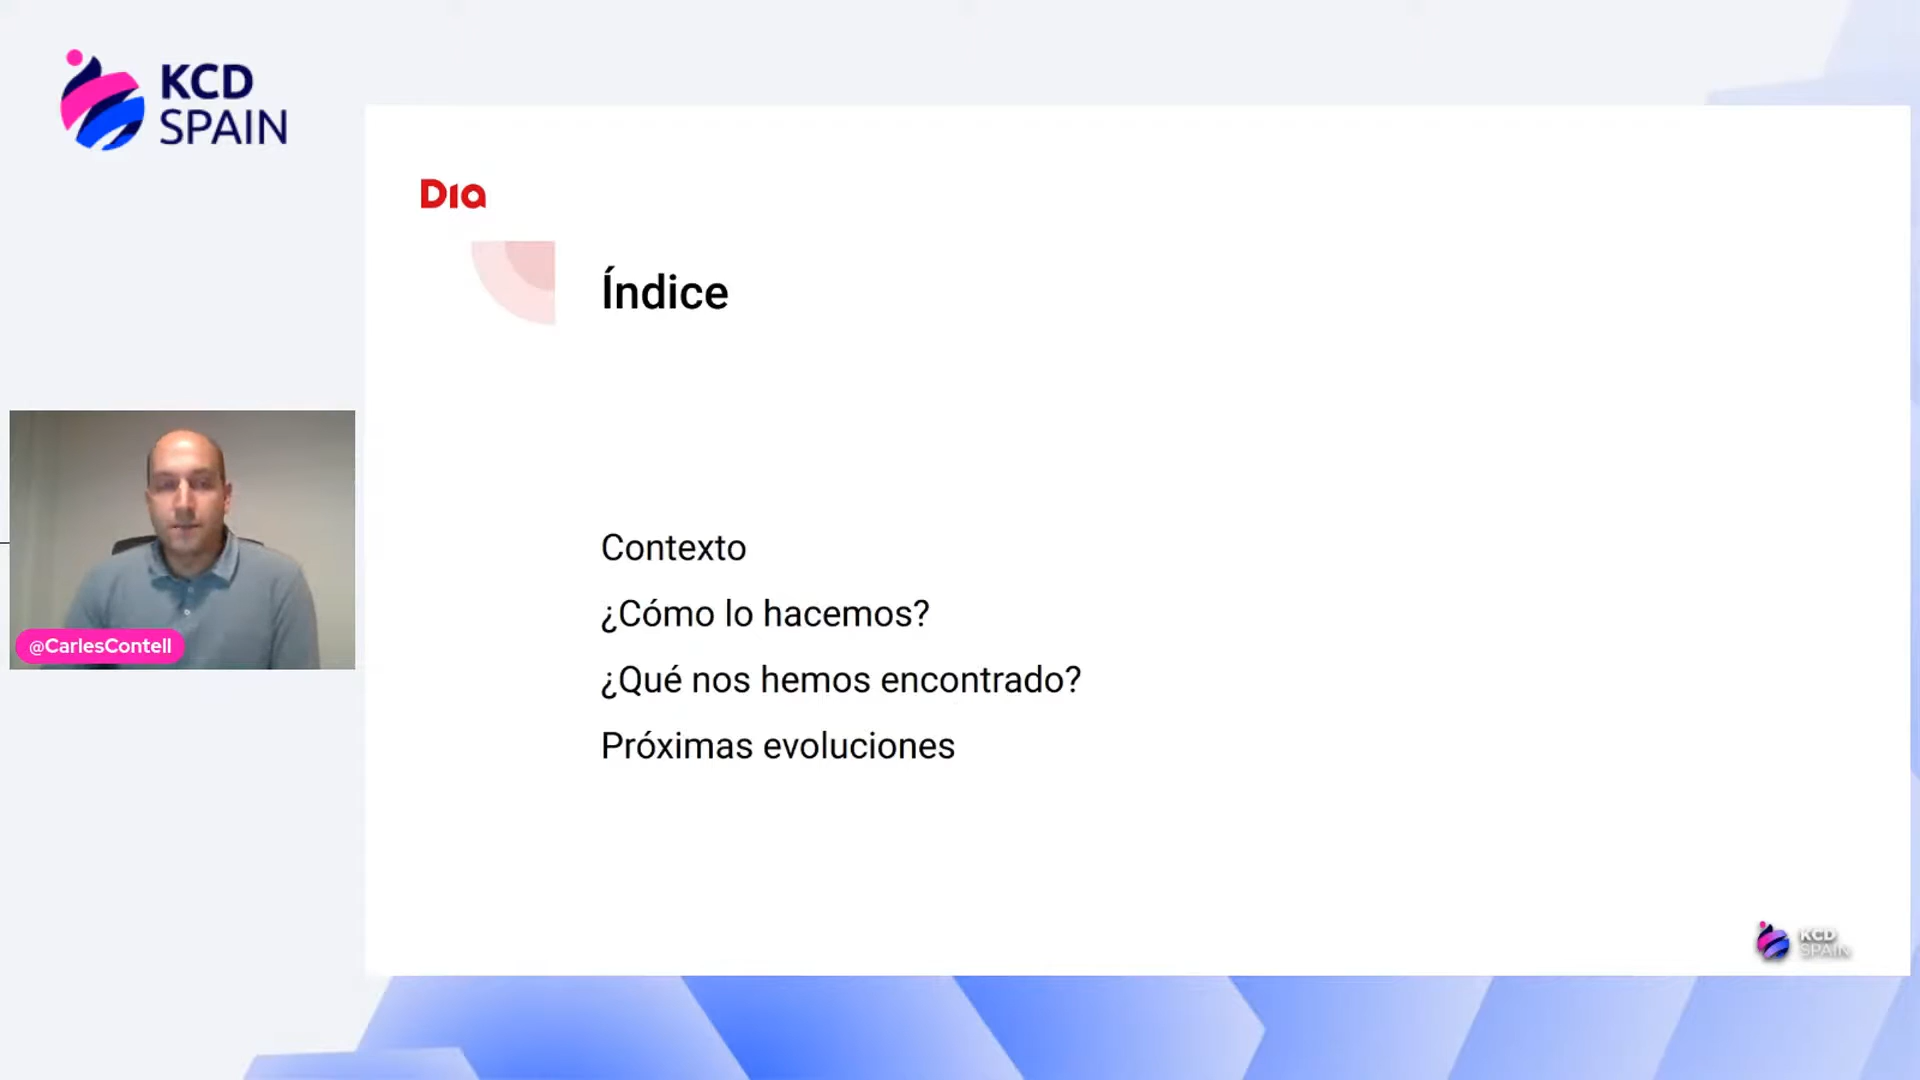 KCD
SPAIN
Dia
Índice
@CarlesContell
Contexto
¿Cómo lo hacemos?
¿Qué nos hemos encontrado?
Próximas evoluciones
KCD
SPAIN